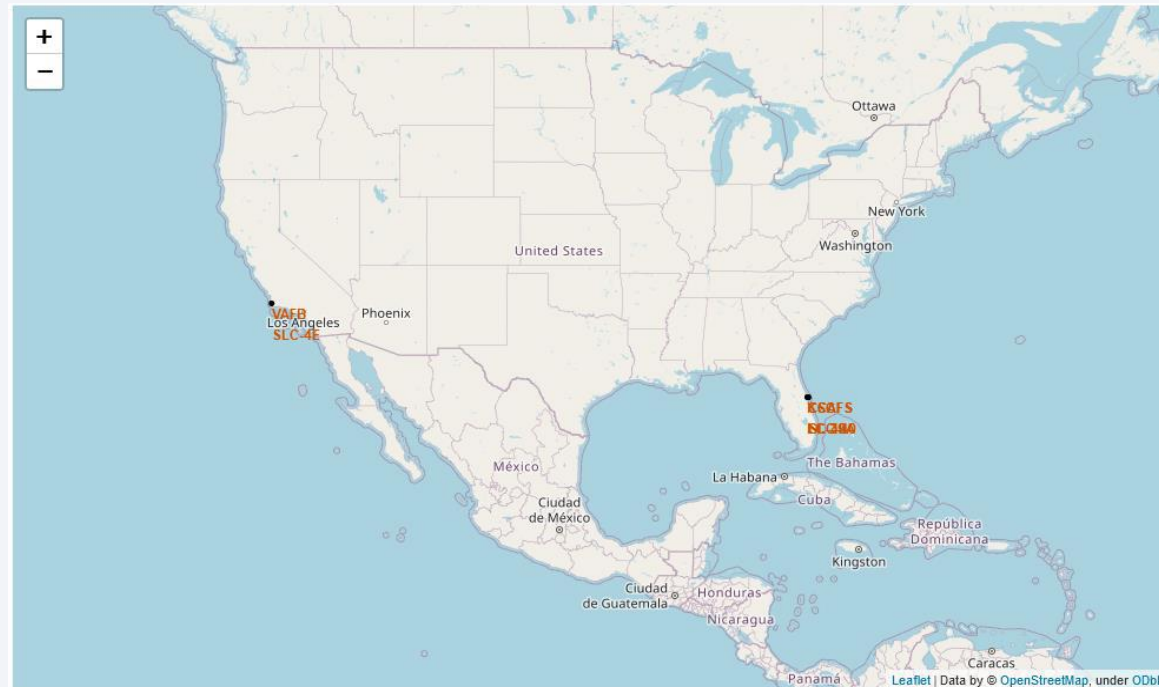 +
−
Ottawa
New York
Washington
United States
VAFB
Los Angeles
SLC-4E
Phoenix
México
Ciudad
de México
La Habana
The Bahamas
Cuba
República
Dominicana
Kingston
Ciudad
de Guatemala
Honduras
Nicaragua
Caracas
Panamá
Leaflet | Data by © OpenStreetMap, under ODbl